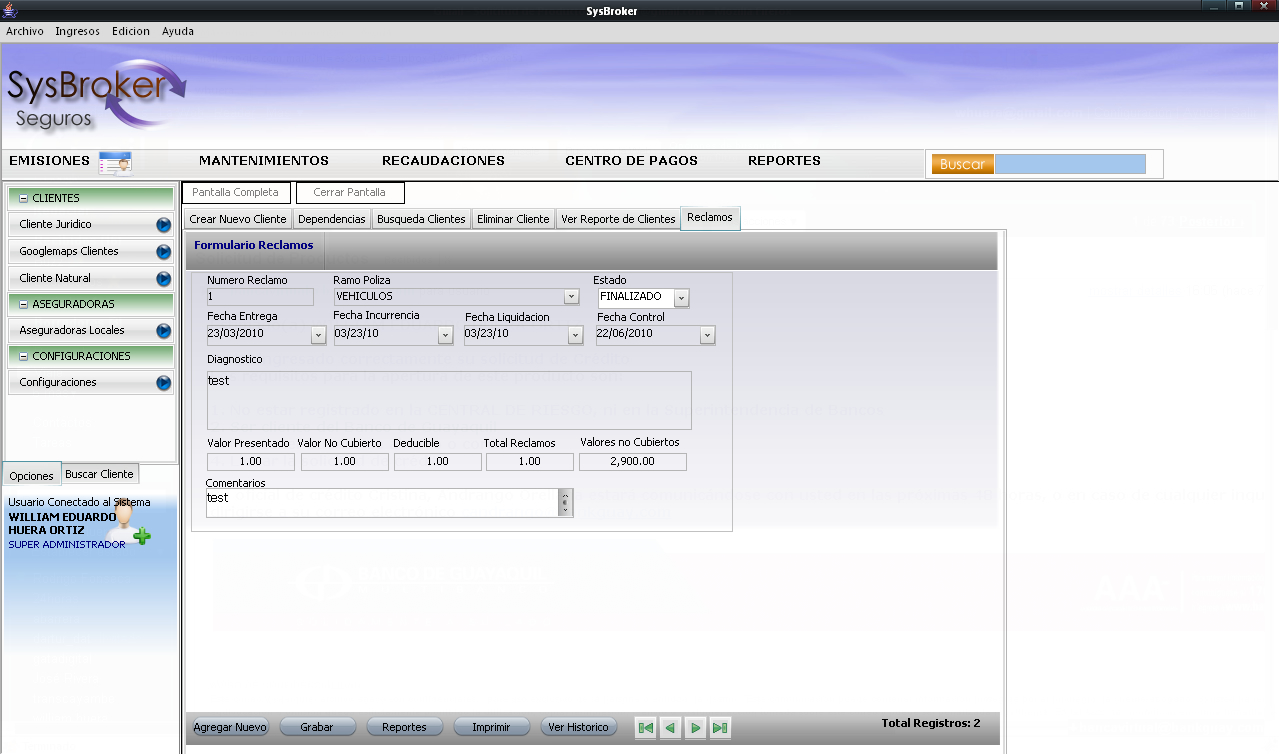 SysBroker
Archivo Ingresos Edicion Ayuda
SysBroker
Seguros
EMISIONES MANTENIMIENTOS RECAUDACIONES CENTRO DE PAGOS REPORTES Buscar
CLIENTES
Cliente Juridico
Googlemaps Clientes
Cliente Natural
ASEGURADORAS
Aseguradoras Locales
CONFIGURACIONES
Configuraciones
Opciones Buscar Cliente
Usuario Conectado al Sistema
WILLIAM EDUARDO
HUERA ORTIZ
SUPER ADMINISTRADOR
Pantalla Completa Cerrar Pantalla
Crear Nuevo Cliente Dependencias Busqueda Clientes Eliminar Cliente Ver Reporte de Clientes Reclamos
Formulario Reclamos
Numero Reclamo Ramo Poliza Estado
1 VEHICULOS FINALIZADO
Fecha Entrega Fecha Incurrencia Fecha Liquidacion Fecha Control
23/03/2010 03/23/10 03/23/10 22/06/2010
Diagnostico
test
Valor Presentado Valor No Cubierto Deducible Total Reclamos Valores no Cubiertos
1.00 1.00 1.00 1.00 2,900.00
Comentarios
test
Agregar Nuevo Grabar Reportes Imprimir Ver Historico Total Registros: 2